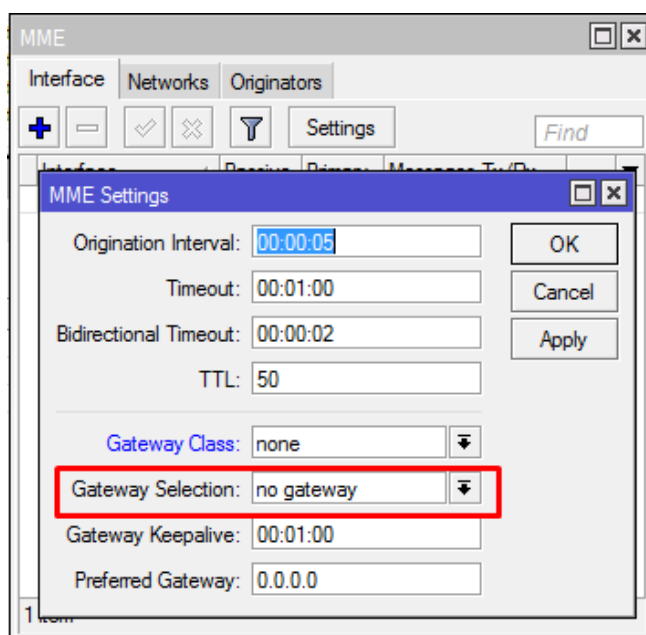 MME
Interface Networks Originators
Settings Find
MME Settings
Origination Interval: 00:00:05 OK
Timeout: 00:01:00 Cancel
Bidirectional Timeout: 00:00:02 Apply
TTL: 50
Gateway Class: none
Gateway Selection: no gateway
Gateway Keepalive: 00:01:00
Preferred Gateway: 0.0.0.0